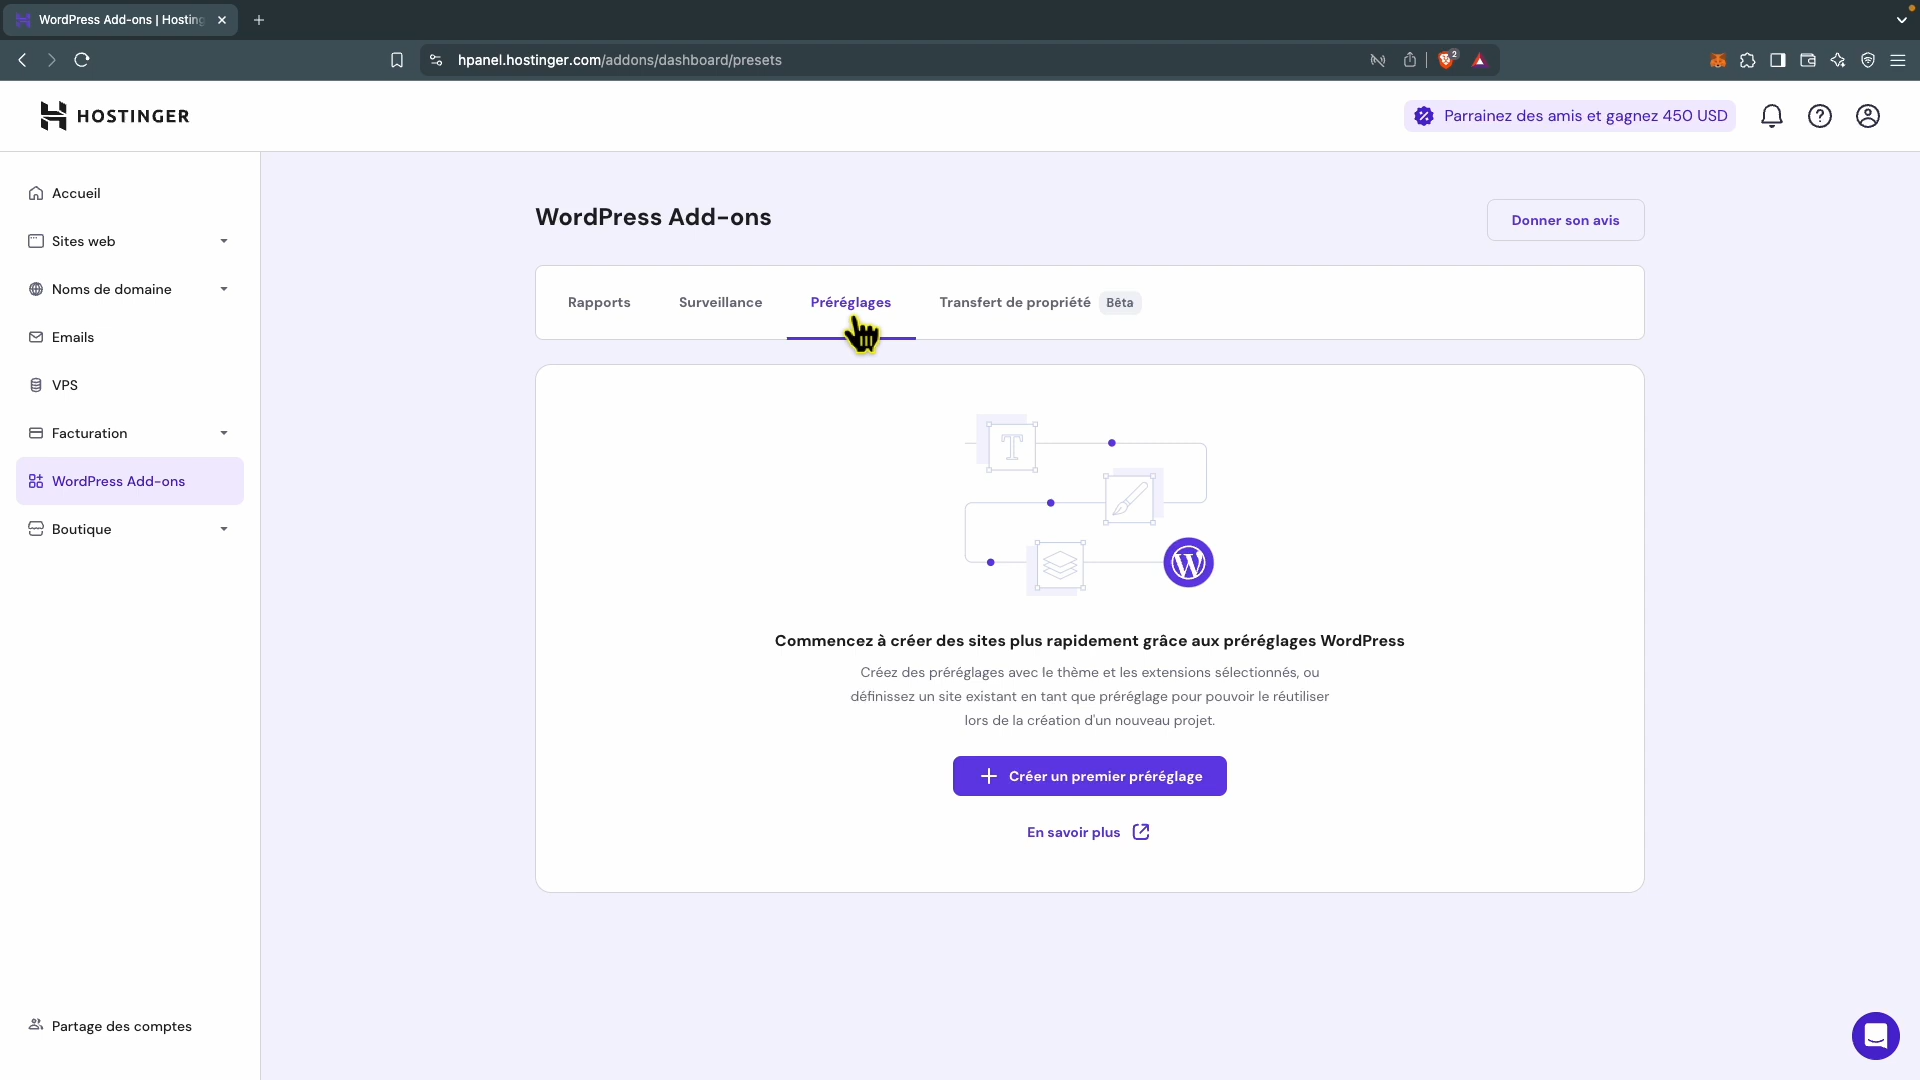 WordPress Add-ons | Hosting
hpanel.hostinger.com/addons/dashboard/presets
2
HOSTINGER
Parrainez des amis et gagnez 450 USD
Accueil
Sites web
Noms de domaine
Emails
VPS
Facturation
WordPress Add-ons
Boutique
Partage des comptes
WordPress Add-ons
Donner son avis
Rapports
Surveillance
Préréglages
Transfert de propriété
Bêta
T
Commencez à créer des sites plus rapidement grâce aux préréglages WordPress
Créez des préréglages avec le thème et les extensions sélectionnés, ou
définissez un site existant en tant que préréglage pour pouvoir le réutiliser
lors de la création d'un nouveau projet.
Créer un premier préréglage
En savoir plus